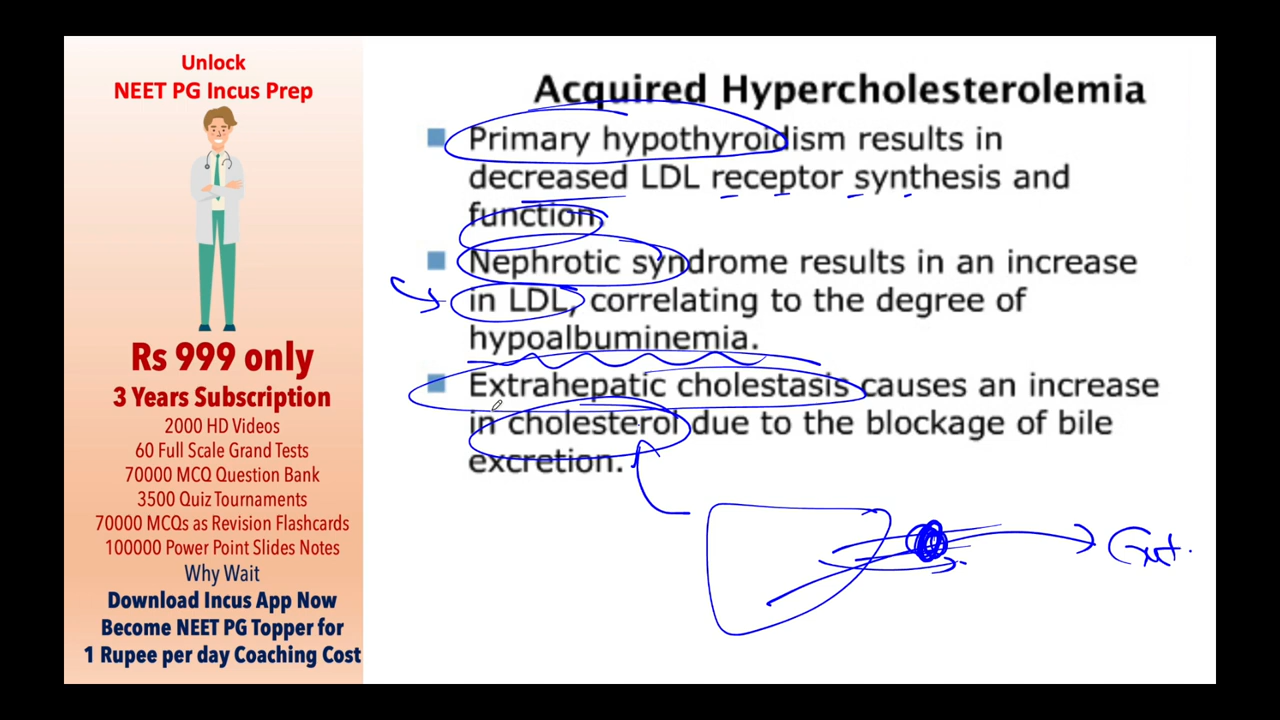 Unlock
NEET PG Incus Prep
Rs 999 only
3 Years Subscription
2000 HD Videos
60 Full Scale Grand Tests
70000 MCQ Question Bank
3500 Quiz Tournaments
70000 MCQs as Revision Flashcards
100000 Power Point Slides Notes
Why Wait
Download Incus App Now
Become NEET PG Topper for
1 Rupee per day Coaching Cost
Acquired Hypercholesterolemia
Primary hypothyroidism results in
decreased LDL receptor synthesis and
function.
Nephrotic syndrome results in an increase
in LDL, correlating to the degree of
hypoalbuminemia.
Extrahepatic cholestasis causes an increase
in cholesterol due to the blockage of bile
excretion.
Gut.